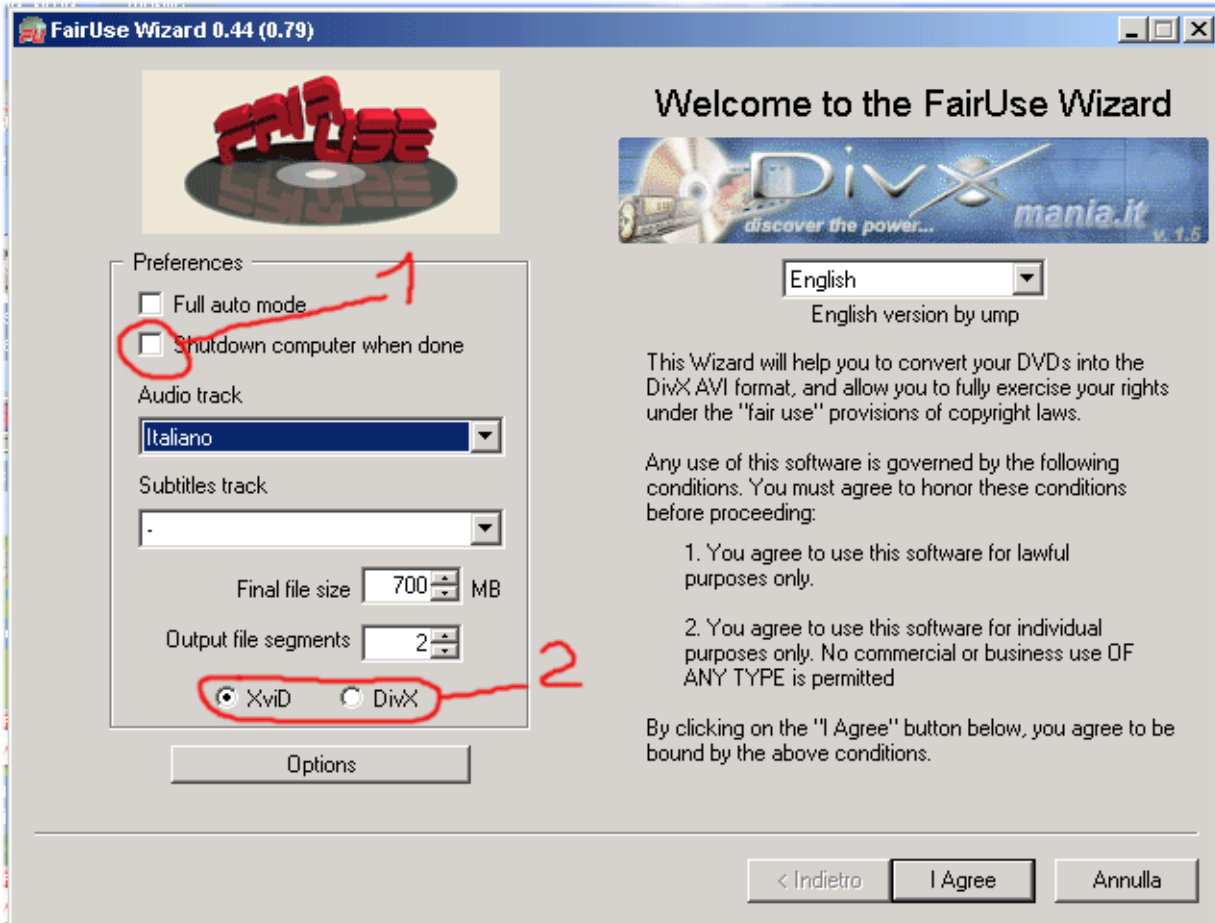 FairUse Wizard 0.44 (0.79)
FAIR
USE
Welcome to the FairUse Wizard
DivX
discover the power...
mania.it
v. 1.5
Preferences
1
Full auto mode
Shutdown computer when done
Audio track
Italiano
Subtitles track
-
Final file size 700 MB
Output file segments 2
2
XviD DivX
Options
English
English version by ump
This Wizard will help you to convert your DVDs into the
DivX AVI format, and allow you to fully exercise your rights
under the "fair use" provisions of copyright laws.
Any use of this software is governed by the following
conditions. You must agree to honor these conditions
before proceeding:
1. You agree to use this software for lawful
purposes only.
2. You agree to use this software for individual
purposes only. No commercial or business use OF
ANY TYPE is permitted
By clicking on the "I Agree" button below, you agree to be
bound by the above conditions.
< Indietro
I Agree
Annulla